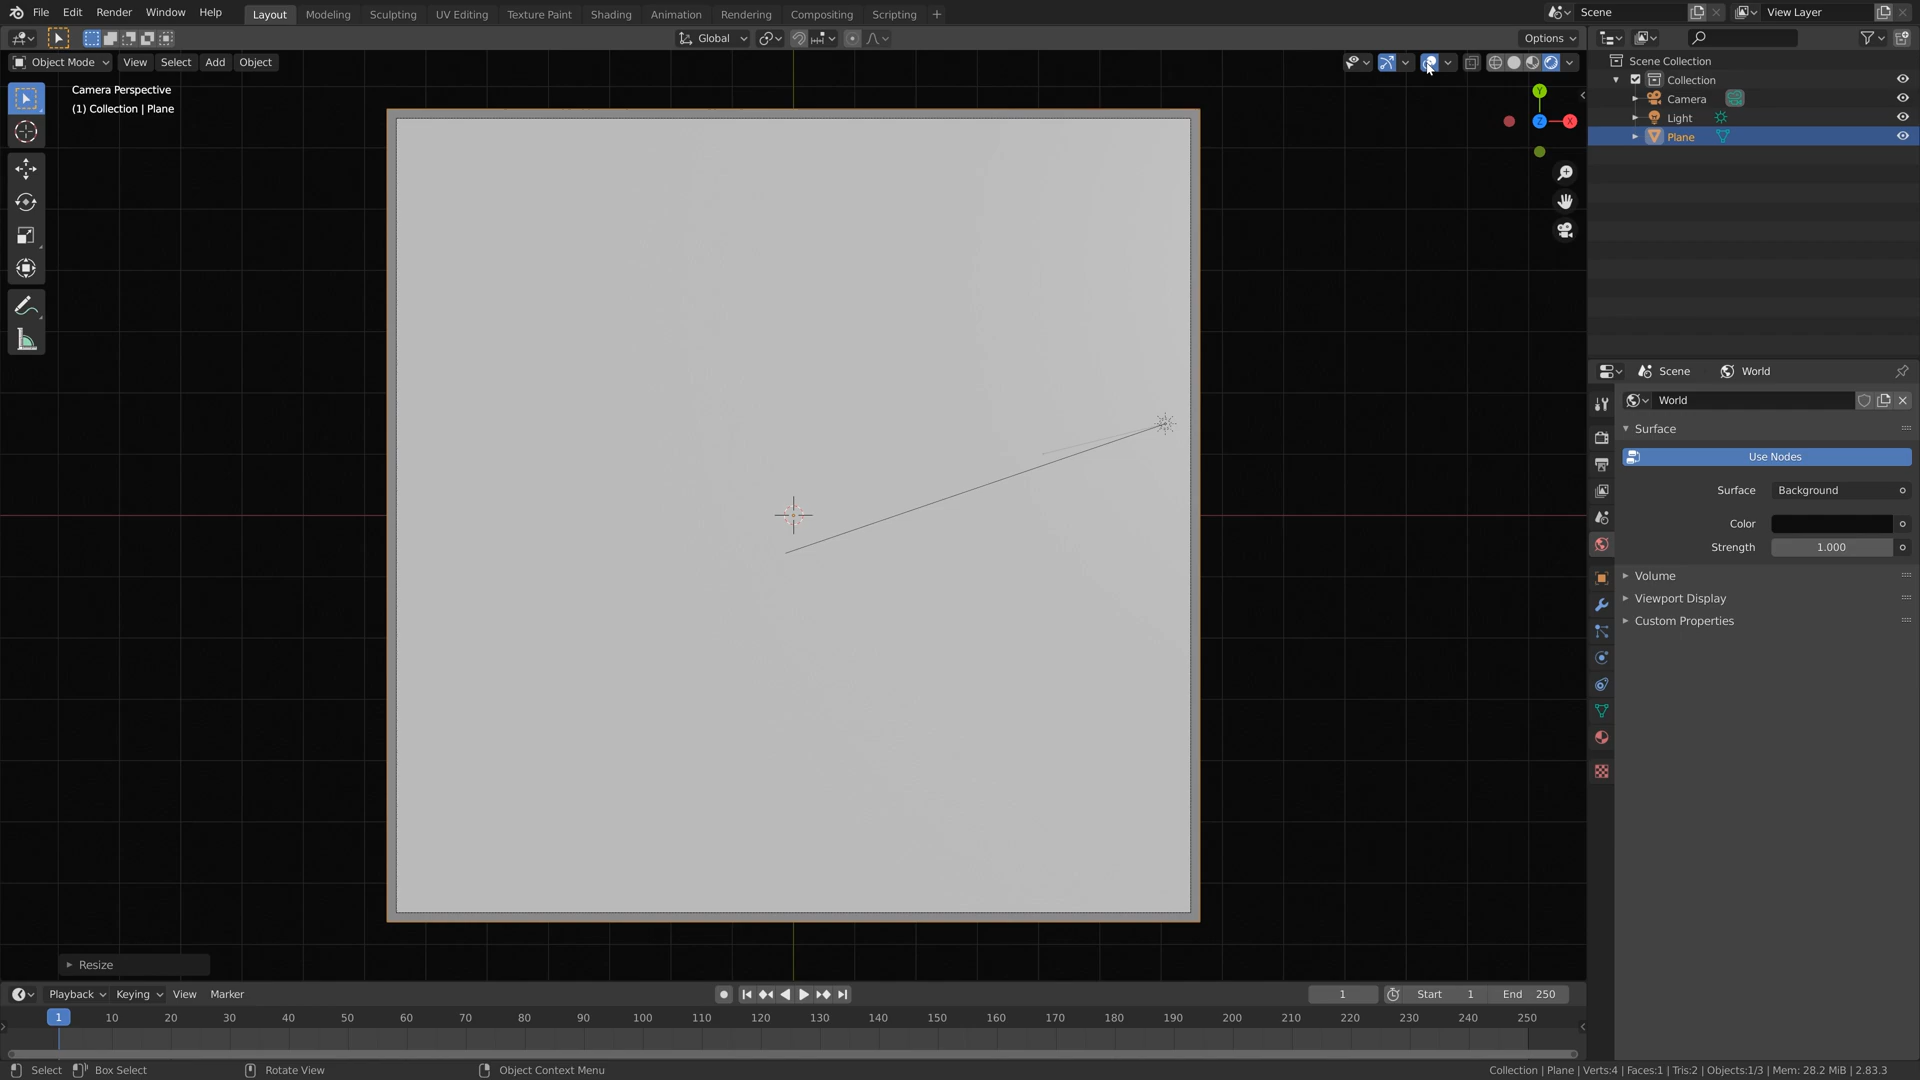 File Edit Render Window Help Layout Modeling Sculpting UV Editing Texture Paint Shading Animation Rendering Compositing Scripting + Scene View Layer
Global Options
Object Mode View Select Add Object
Camera Perspective
(1) Collection | Plane
Y
Z
X
Scene Collection
Collection
Camera
Light
Plane
Scene World
World
Surface
Use Nodes
Surface Background
Color
Strength 1.000
Volume
Viewport Display
Custom Properties
Resize
Playback Keying View Marker 1 Start 1 End 250
1 10 20 30 40 50 60 70 80 90 100 110 120 130 140 150 160 170 180 190 200 210 220 230 240 250
Select Box Select Rotate View Object Context Menu Collection | Plane | Verts:4 | Faces:1 | Tris:2 | Objects:1/3 | Mem: 28.2 MiB | 2.83.3